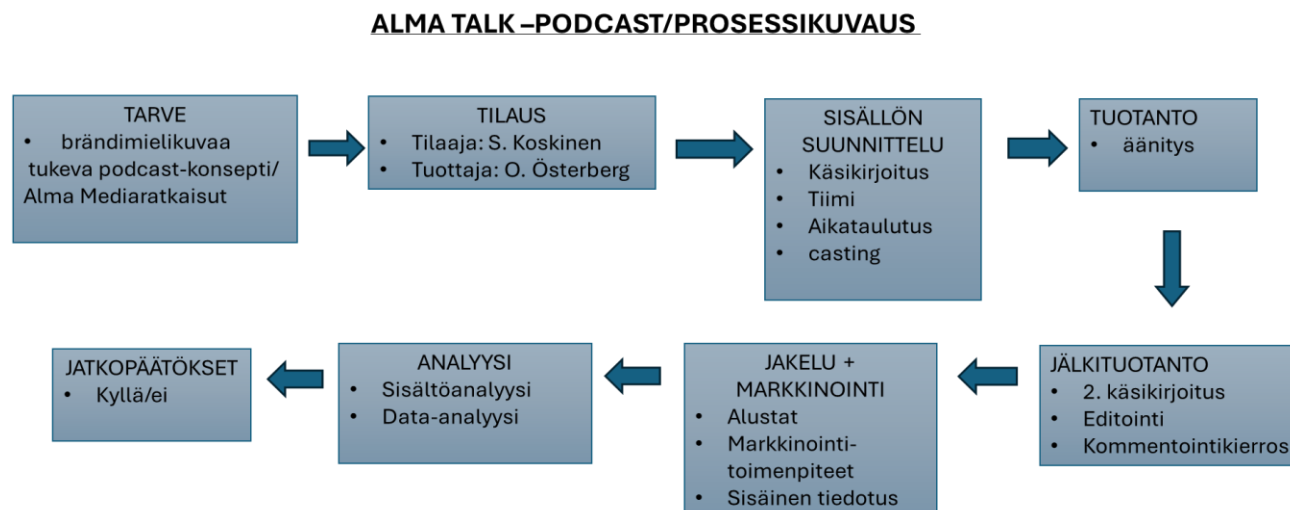 ALMA TALK –PODCAST/PROSESSIKUVAUS
TARVE
• brändimielikuvaa
tukeva podcast-konsepti/
Alma Mediaratkaisut
TILAUS
• Tilaaja: S. Koskinen
• Tuottaja: O. Österberg
SISÄLLÖN
SUUNNITTELU
• Käsikirjoitus
• Tiimi
• Aikataulutus
• casting
TUOTANTO
• äänitys
JÄLKITUOTANTO
• 2. käsikirjoitus
• Editointi
• Kommentointikierros
JAKELU +
MARKKINOINTI
• Alustat
• Markkinointi-
toimenpiteet
• Sisäinen tiedotus
ANALYYSI
• Sisältöanalyysi
• Data-analyysi
JATKOPÄÄTÖKSET
• Kyllä/ei